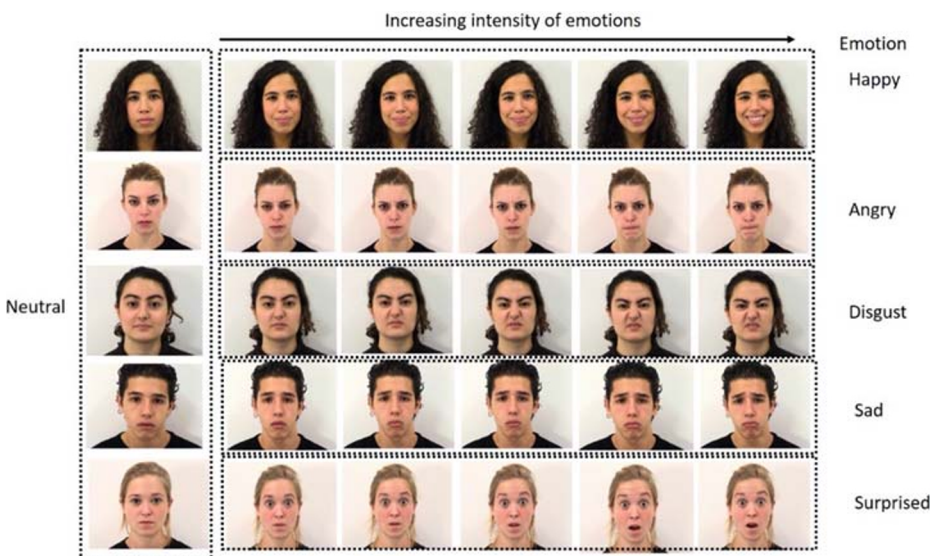 Increasing intensity of emotions
Emotion
Happy
Angry
Neutral
Disgust
Sad
Surprised